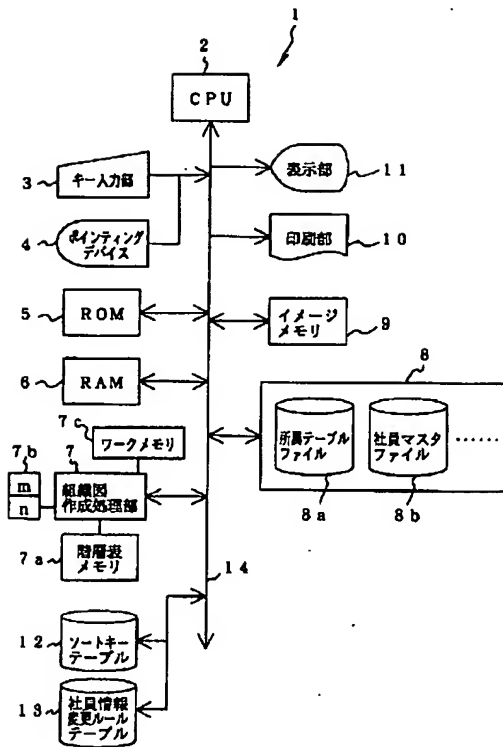 1
2
CPU
3
キー入力部
表示部
11
4
ポインティング
デバイス
印刷部
10
5
ROM
イメージ
メモリ
9
6
RAM
8
7c
ワークメモリ
7b
7
m
n
組織図
作成処理部
所属テーブル
ファイル
社員マスタ
ファイル
……
8a
8b
7a
階層表
メモリ
14
12
ソートキー
テーブル
13
社員情報
変更ルール
テーブル